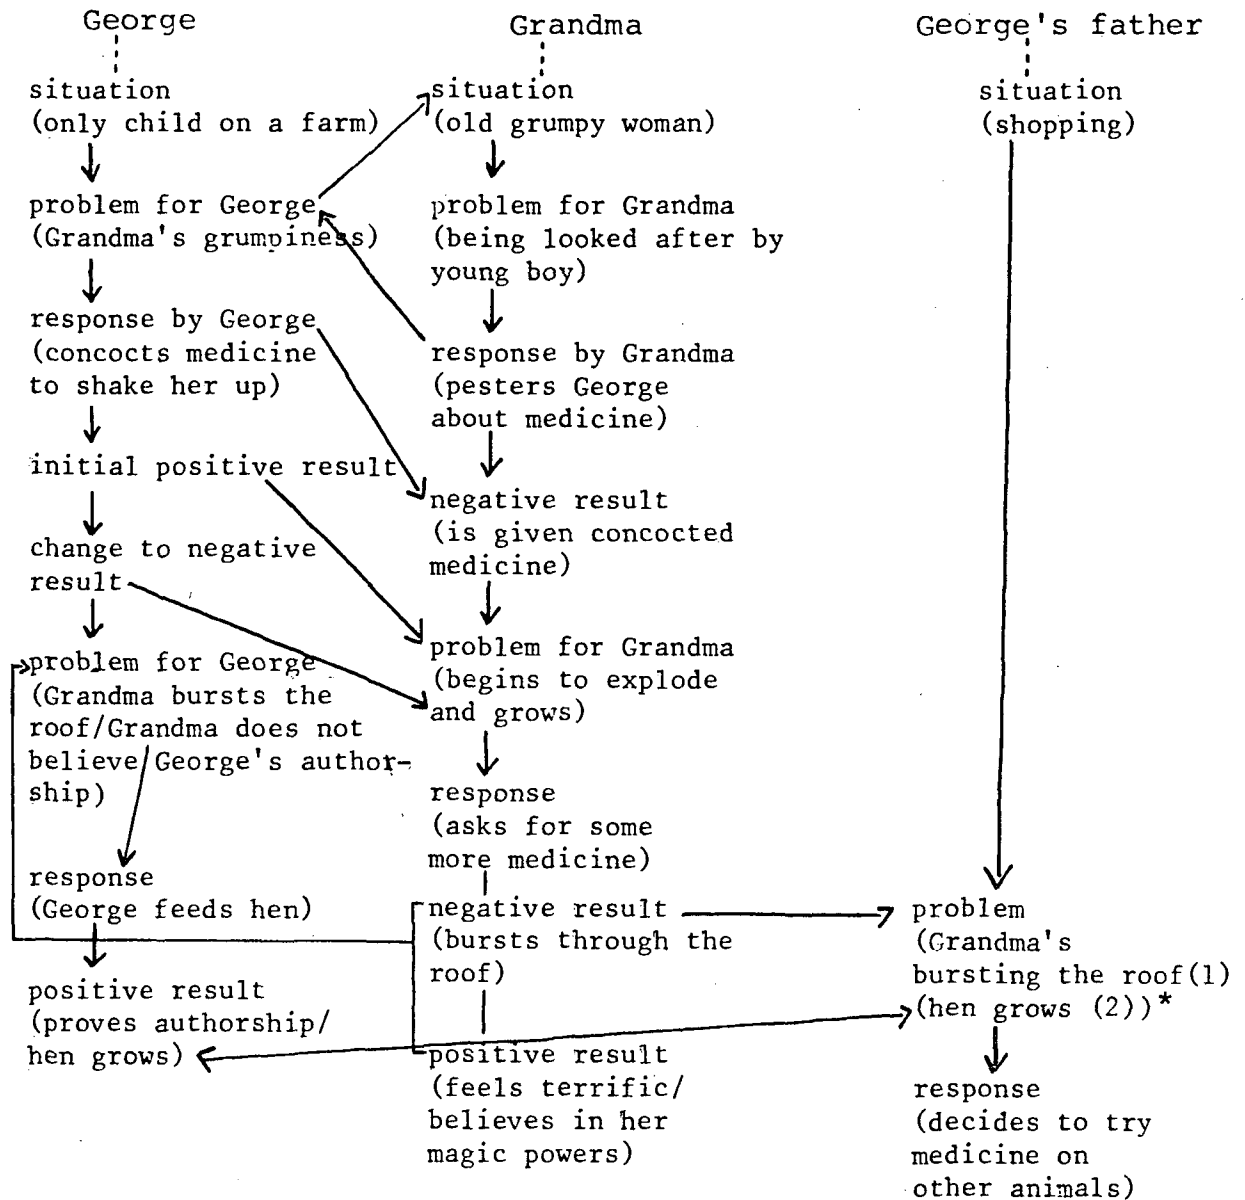 George
situation
(only child on a farm)
problem for George
(Grandma's grumpiness)
response by George
(concocts medicine
to shake her up)
initial positive result
change to negative
result
problem for George
(Grandma bursts the
roof/Grandma does not
believe George's author-
ship)
response
(George feeds hen)
positive result
(proves authorship/
hen grows)
Grandma
situation
(old grumpy woman)
problem for Grandma
(being looked after by
young boy)
response by Grandma
(pesters George
about medicine)
negative result
(is given concocted
medicine)
problem for Grandma
(begins to explode
and grows)
response
(asks for some
more medicine)
negative result
(bursts through the
roof)
positive result
(feels terrific/
believes in her
magic powers)
George's father
situation
(shopping)
problem
(Grandma's
bursting the roof(1)
(hen grows (2))*
response
(decides to try
medicine on
other animals)